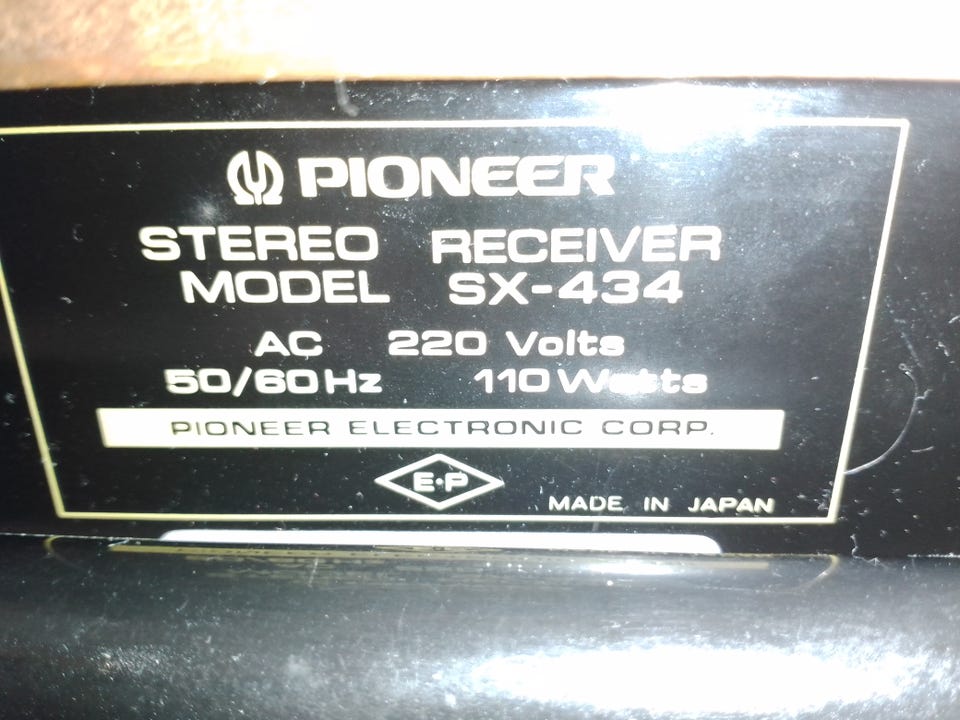 PIONEER
STEREO RECEIVER
MODEL SX-434
AC 220 Volts
50/60Hz 110 Watts
PIONEER ELECTRONIC CORP.
E·P
MADE IN JAPAN